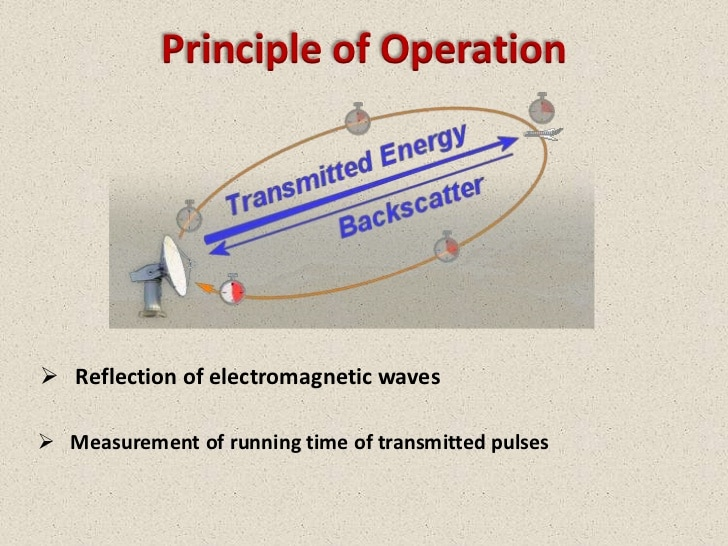 Principle of Operation
Transmitted Energy
Backscatter
Reflection of electromagnetic waves
Measurement of running time of transmitted pulses